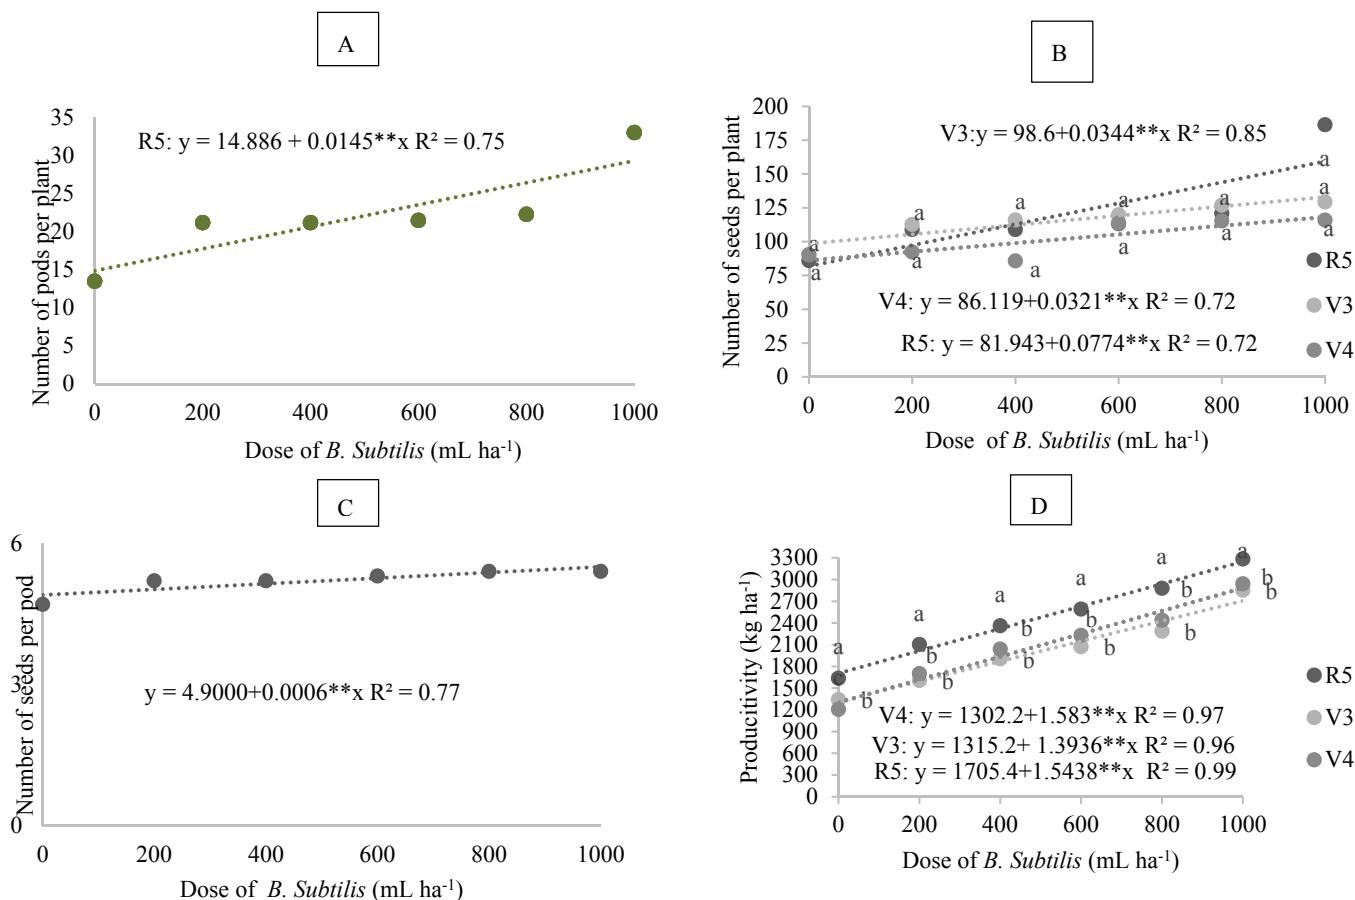 A
Number of pods per plant
35
30
25
20
15
10
5
0
R5: y = 14.886 + 0.0145**x R² = 0.75
0 200 400 600 800 1000
Dose of B. Subtilis (mL ha-1)
B
Number of seeds per plant
200
175
150
125
100
75
50
25
0
V3:y = 98.6+0.0344**x R² = 0.85
a
a a a a a
a a a a a
a
V4: y = 86.119+0.0321**x R² = 0.72
R5: y = 81.943+0.0774**x R² = 0.72
R5
V3
V4
0 200 400 600 800 1000
Dose of B. Subtilis (mL ha-1)
C
Number of seeds per pod
6
3
0
y = 4.9000+0.0006**x R² = 0.77
0 200 400 600 800 1000
Dose of B. Subtilis (mL ha-1)
D
Producitivity (kg ha-1)
3300
3000
2700
2400
2100
1800
1500
1200
900
600
300
0
a a a a a a
b b b b b
b b b b b b
V4: y = 1302.2+1.583**x R² = 0.97
V3: y = 1315.2+ 1.3936**x R² = 0.96
R5: y = 1705.4+1.5438**x R² = 0.99
R5
V3
V4
0 200 400 600 800 1000
Dose of B. Subtilis (mL ha-1)